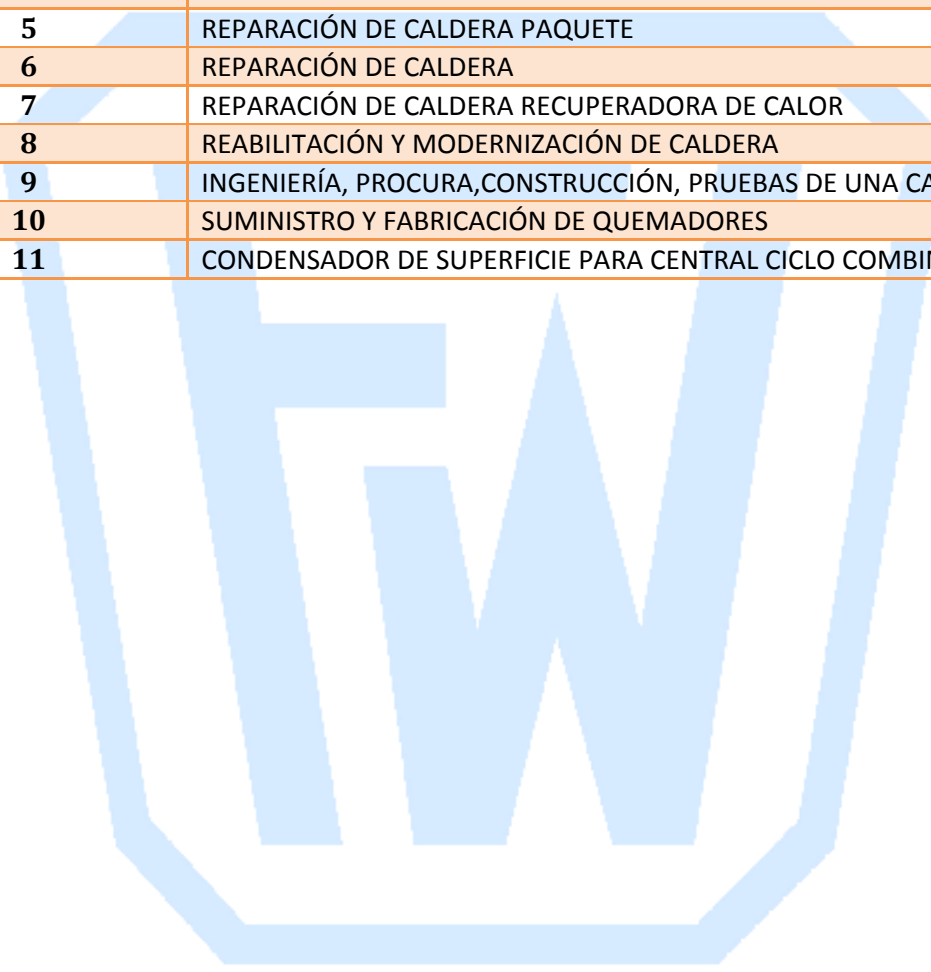 5 REPARACIÓN DE CALDERA PAQUETE
6 REPARACIÓN DE CALDERA
7 REPARACIÓN DE CALDERA RECUPERADORA DE CALOR
8 REABILITACIÓN Y MODERNIZACIÓN DE CALDERA
9 INGENIERÍA, PROCURA,CONSTRUCCIÓN, PRUEBAS DE UNA
10 SUMINISTRO Y FABRICACIÓN DE QUEMADORES
11 CONDENSADOR DE SUPERFICIE PARA CENTRAL CICLO
FW